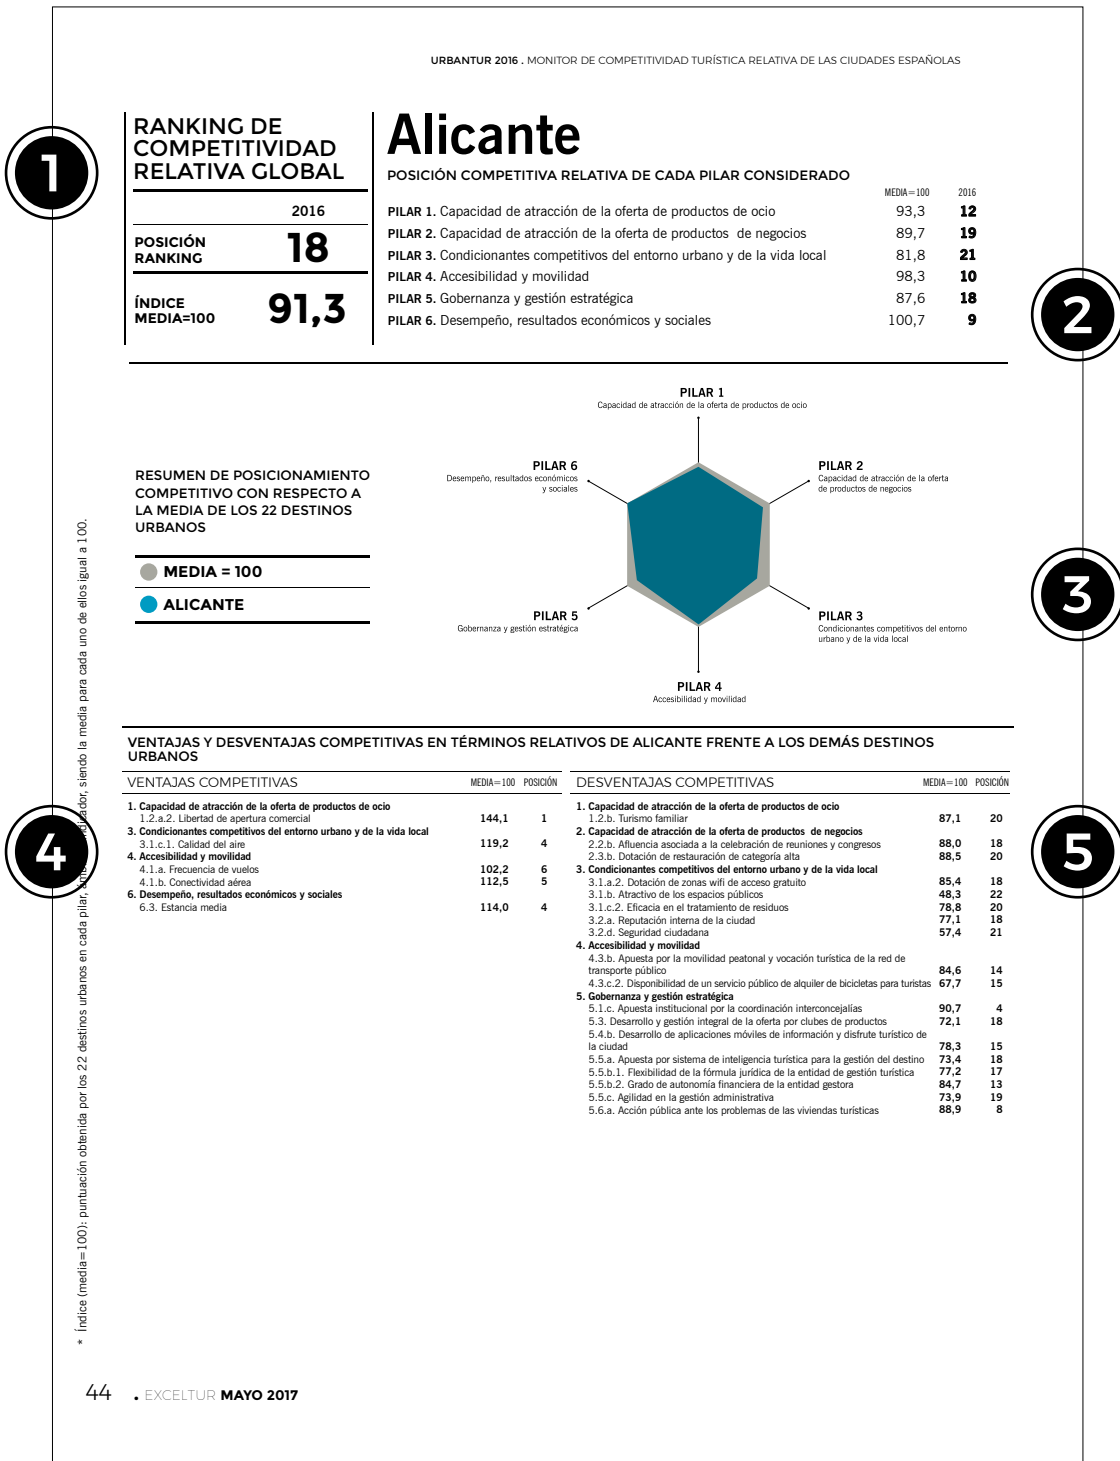 URBANTUR 2016 . MONITOR DE COMPETITIVIDAD TURÍSTICA RELATIVA DE LAS CIUDADES ESPAÑOLAS
1
RANKING DE
COMPETITIVIDAD
RELATIVA GLOBAL
2016
POSICIÓN
RANKING
18
ÍNDICE
MEDIA=100
91,3
Alicante
POSICIÓN COMPETITIVA RELATIVA DE CADA PILAR CONSIDERADO
MEDIA=100 2016
PILAR 1. Capacidad de atracción de la oferta de productos de ocio 93,3 12
PILAR 2. Capacidad de atracción de la oferta de productos de negocios 89,7 19
PILAR 3. Condicionantes competitivos del entorno urbano y de la vida local 81,8 21
PILAR 4. Accesibilidad y movilidad 98,3 10
PILAR 5. Gobernanza y gestión estratégica 87,6 18
PILAR 6. Desempeño, resultados económicos y sociales 100,7 9
2
RESUMEN DE POSICIONAMIENTO
COMPETITIVO CON RESPECTO A
LA MEDIA DE LOS 22 DESTINOS
URBANOS
MEDIA = 100
ALICANTE
PILAR 1
Capacidad de atracción de la oferta de productos de ocio
PILAR 2
Capacidad de atracción de la oferta
de productos de negocios
PILAR 3
Condicionantes competitivos del entorno
urbano y de la vida local
PILAR 4
Accesibilidad y movilidad
PILAR 5
Gobernanza y gestión estratégica
PILAR 6
Desempeño, resultados económicos
y sociales
3
VENTAJAS Y DESVENTAJAS COMPETITIVAS EN TÉRMINOS RELATIVOS DE ALICANTE FRENTE A LOS DEMÁS DESTINOS
URBANOS
VENTAJAS COMPETITIVAS MEDIA=100 POSICIÓN
1. Capacidad de atracción de la oferta de productos de ocio
1.2.a.2. Libertad de apertura comercial 144,1 1
3. Condicionantes competitivos del entorno urbano y de la vida local
3.1.c.1. Calidad del aire 119,2 4
4. Accesibilidad y movilidad
4.1.a. Frecuencia de vuelos 102,2 6
4.1.b. Conectividad aérea 112,5 5
6. Desempeño, resultados económicos y sociales
6.3. Estancia media 114,0 4
4
DESVENTAJAS COMPETITIVAS MEDIA=100 POSICIÓN
1. Capacidad de atracción de la oferta de productos de ocio
1.2.b. Turismo familiar 87,1 20
2. Capacidad de atracción de la oferta de productos de negocios
2.2.b. Afluencia asociada a la celebración de reuniones y congresos 88,0 18
2.3.b. Dotación de restauración de categoría alta 88,5 20
3. Condicionantes competitivos del entorno urbano y de la vida local
3.1.a.2. Dotación de zonas wifi de acceso gratuito 85,4 18
3.1.b. Atractivo de los espacios públicos 48,3 22
3.1.c.2. Eficacia en el tratamiento de residuos 78,8 20
3.2.a. Reputación interna de la ciudad 77,1 18
3.2.d. Seguridad ciudadana 57,4 21
4. Accesibilidad y movilidad
4.3.b. Apuesta por la movilidad peatonal y vocación turística de la red de
transporte público 84,6 14
4.3.c.2. Disponibilidad de un servicio público de alquiler de bicicletas para turistas 67,7 15
5. Gobernanza y gestión estratégica
5.1.c. Apuesta institucional por la coordinación interconcejalías 90,7 4
5.3. Desarrollo y gestión integral de la oferta por clubes de productos 72,1 18
5.4.b. Desarrollo de aplicaciones móviles de información y disfrute turístico de
la ciudad 78,3 15
5.5.a. Apuesta por sistema de inteligencia turística para la gestión del destino 73,4 18
5.5.b.1. Flexibilidad de la fórmula jurídica de la entidad de gestión turística 77,2 17
5.5.b.2. Grado de autonomía financiera de la entidad gestora 84,7 13
5.5.c. Agilidad en la gestión administrativa 73,9 19
5.6.a. Acción pública ante los problemas de las viviendas turísticas 88,9 8
5
* Índice (media=100): puntuación obtenida por los 22 destinos urbanos en cada pilar, siendo la media para cada uno de ellos igual a 100.
44 . EXCELTUR MAYO 2017